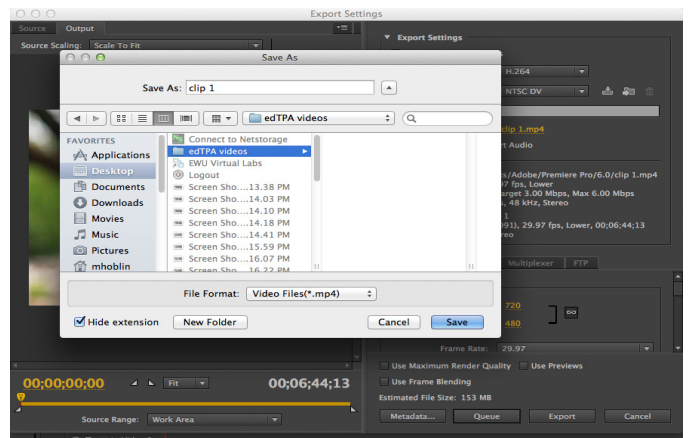 Export Settings
Source Output
Source Scaling: Scale To Fit
Save As
Save As: clip 1
edTPA videos
FAVORITES
Applications
Desktop
Documents
Downloads
Movies
Music
Pictures
mhoblin
Connect to Netstorage
edTPA videos
EWU Virtual Labs
Logout
Screen Sho....13.38 PM
Screen Sho....14.03 PM
Screen Sho....14.10 PM
Screen Sho....14.18 PM
Screen Sho....14.41 PM
Screen Sho....15.59 PM
Screen Sho....16.07 PM
Screen Sho....16.22 PM
File Format: Video Files(*.mp4)
Hide extension New Folder Cancel Save
Export Settings
H.264
NTSC DV
clip 1.mp4
rt Audio
s/Adobe/Premiere Pro/6.0/clip 1.mp4
7 fps, Lower
arget 3.00 Mbps, Max 6.00 Mbps
, 48 kHz, Stereo
1
991), 29.97 fps, Lower, 00;06;44;13
reo
Multiplexer FTP
720
480
Frame Rate: 29.97
Use Maximum Render Quality Use Previews
Use Frame Blending
Estimated File Size: 153 MB
Metadata... Queue Export Cancel
00;00;00;00 Fit 00;06;44;13
Source Range: Work Area